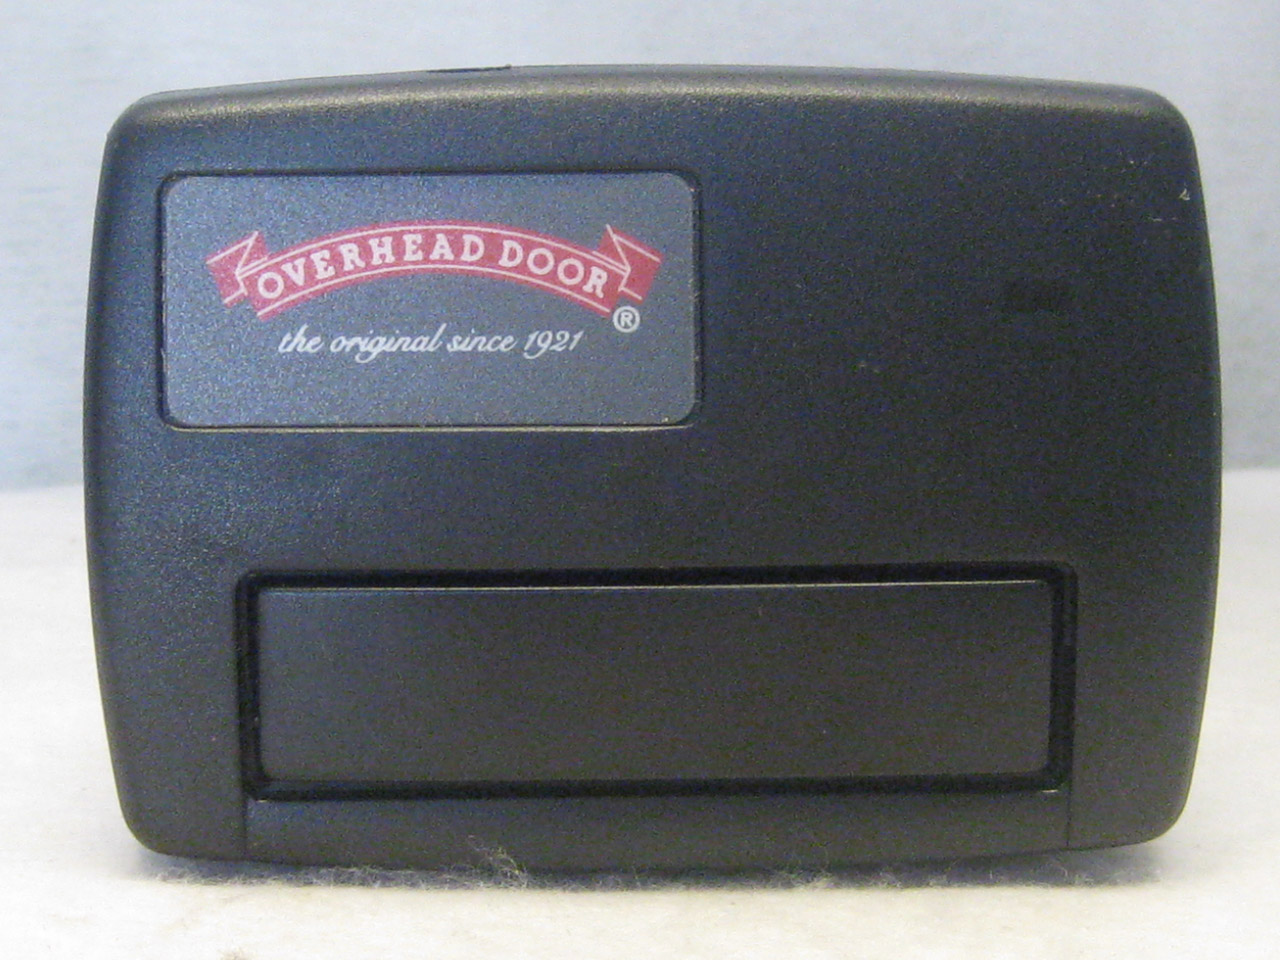 OVERHEAD DOOR
®
the original since 1921